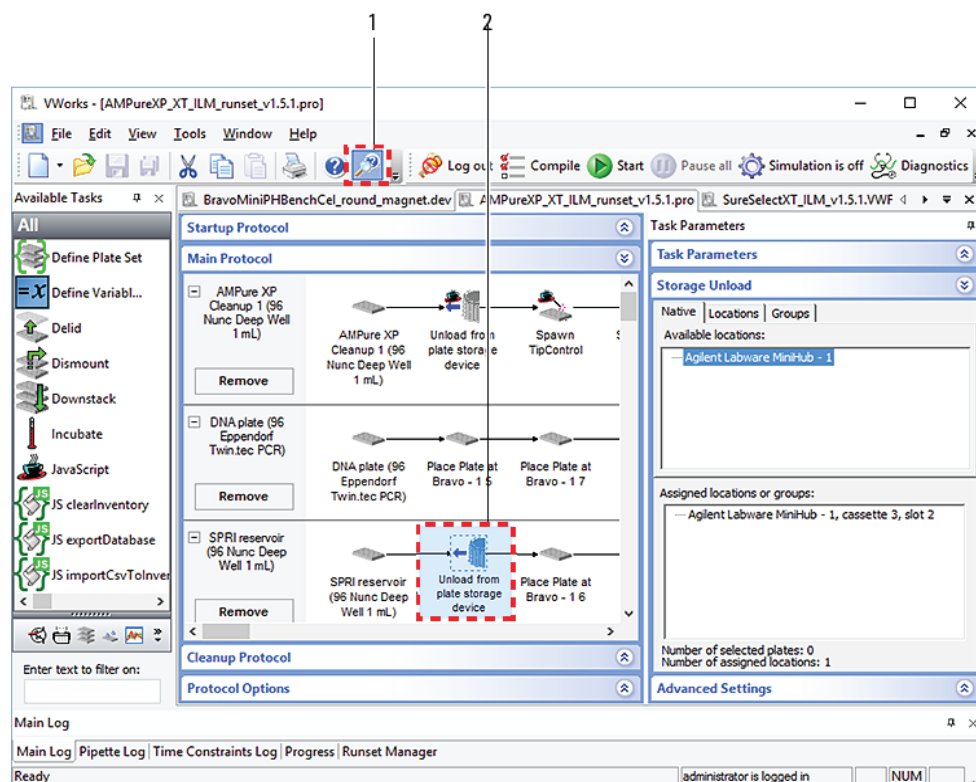 1
2
VWorks - [AMPureXP_XT_ILM_runset_v1.5.1.pro]
File Edit View Tools Window Help
Log out Compile Start Pause all Simulation is off Diagnostics
Available Tasks
BravoMiniPHBenchCel_round_magnet.dev
AMPureXP_XT_ILM_runset_v1.5.1.pro
SureSelectXT_ILM_v1.5.1.VWF
Task Parameters
All
Define Plate Set
Define Variabl...
Delid
Dismount
Downstack
Incubate
JavaScript
JS
JS clearInventory
JS
JS exportDatabase
JS
JS importCsvToInver
Enter text to filter on:
Startup Protocol
Main Protocol
AMPure XP
Cleanup 1 (96
Nunc Deep Well
1 mL)
Remove
AMPure XP
Cleanup 1 (96
Nunc Deep Well
1 mL)
Unload from
plate storage
device
Spawn
TipControl
DNA plate (96
Eppendorf
Twin.tec PCR)
Remove
DNA plate (96
Eppendorf
Twin.tec PCR)
Place Plate at
Bravo - 1 5
Place Plate at
Bravo - 1 7
SPRI reservoir
(96 Nunc Deep
Well 1 mL)
Remove
SPRI reservoir
(96 Nunc Deep
Well 1 mL)
Unload from
plate storage
device
Place Plate at
Bravo - 1 6
Cleanup Protocol
Protocol Options
Task Parameters
Storage Unload
Native Locations Groups
Available locations:
Agilent Labware MiniHub - 1
Assigned locations or groups:
Agilent Labware MiniHub - 1, cassette 3, slot 2
Number of selected plates: 0
Number of assigned locations: 1
Advanced Settings
Main Log
Main Log Pipette Log Time Constraints Log Progress Runset Manager
Ready
administrator is logged in
NUM